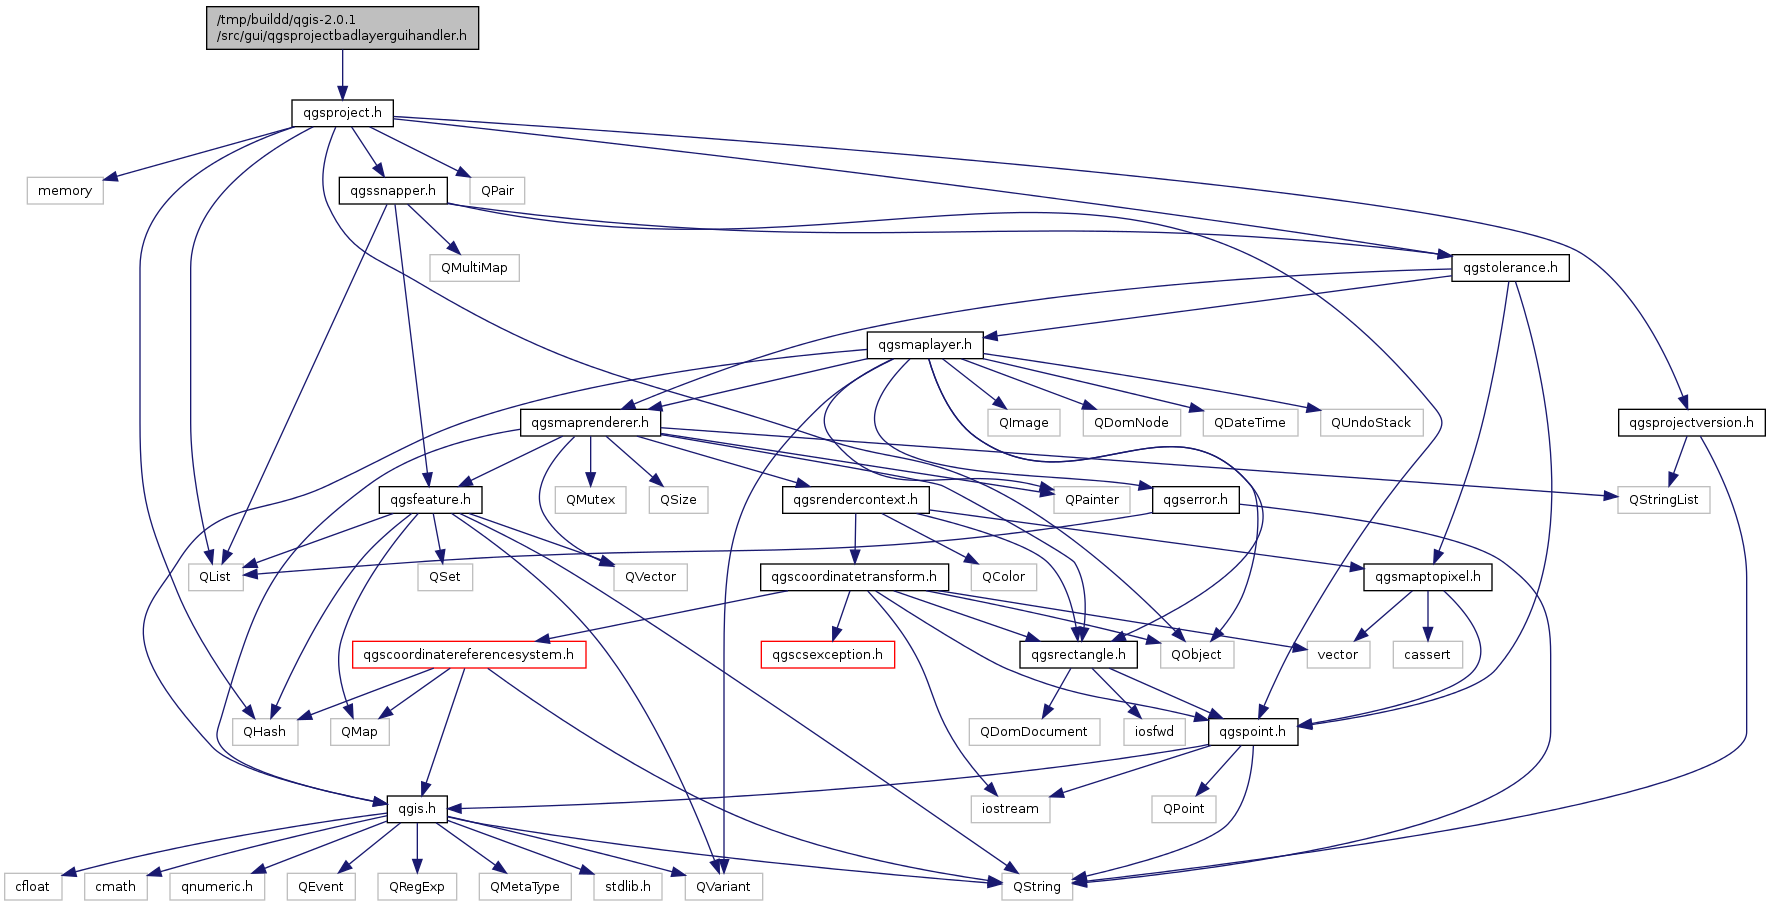 /tmp/buildd/qgis-2.0.1
/src/gui/qgsprojectbadlayerguihandler.h
qgsproject.h
memory
qgssnapper.h
QPair
QMultiMap
qgstolerance.h
qgsmaplayer.h
qgsmaprenderer.h
QImage
QDomNode
QDateTime
QUndoStack
qgsprojectversion.h
qgsfeature.h
QMutex
QSize
qgsrendercontext.h
QPainter
qgserror.h
QStringList
QList
QSet
QVector
qgscoordinatetransform.h
QColor
qgsmaptopixel.h
qgscoordinatereferencesystem.h
qgscsexception.h
qgsrectangle.h
QObject
vector
cassert
QHash
QMap
QDomDocument
iosfwd
qgspoint.h
qgis.h
iostream
QPoint
cfloat
cmath
qnumeric.h
QEvent
QRegExp
QMetaType
stdlib.h
QVariant
QString